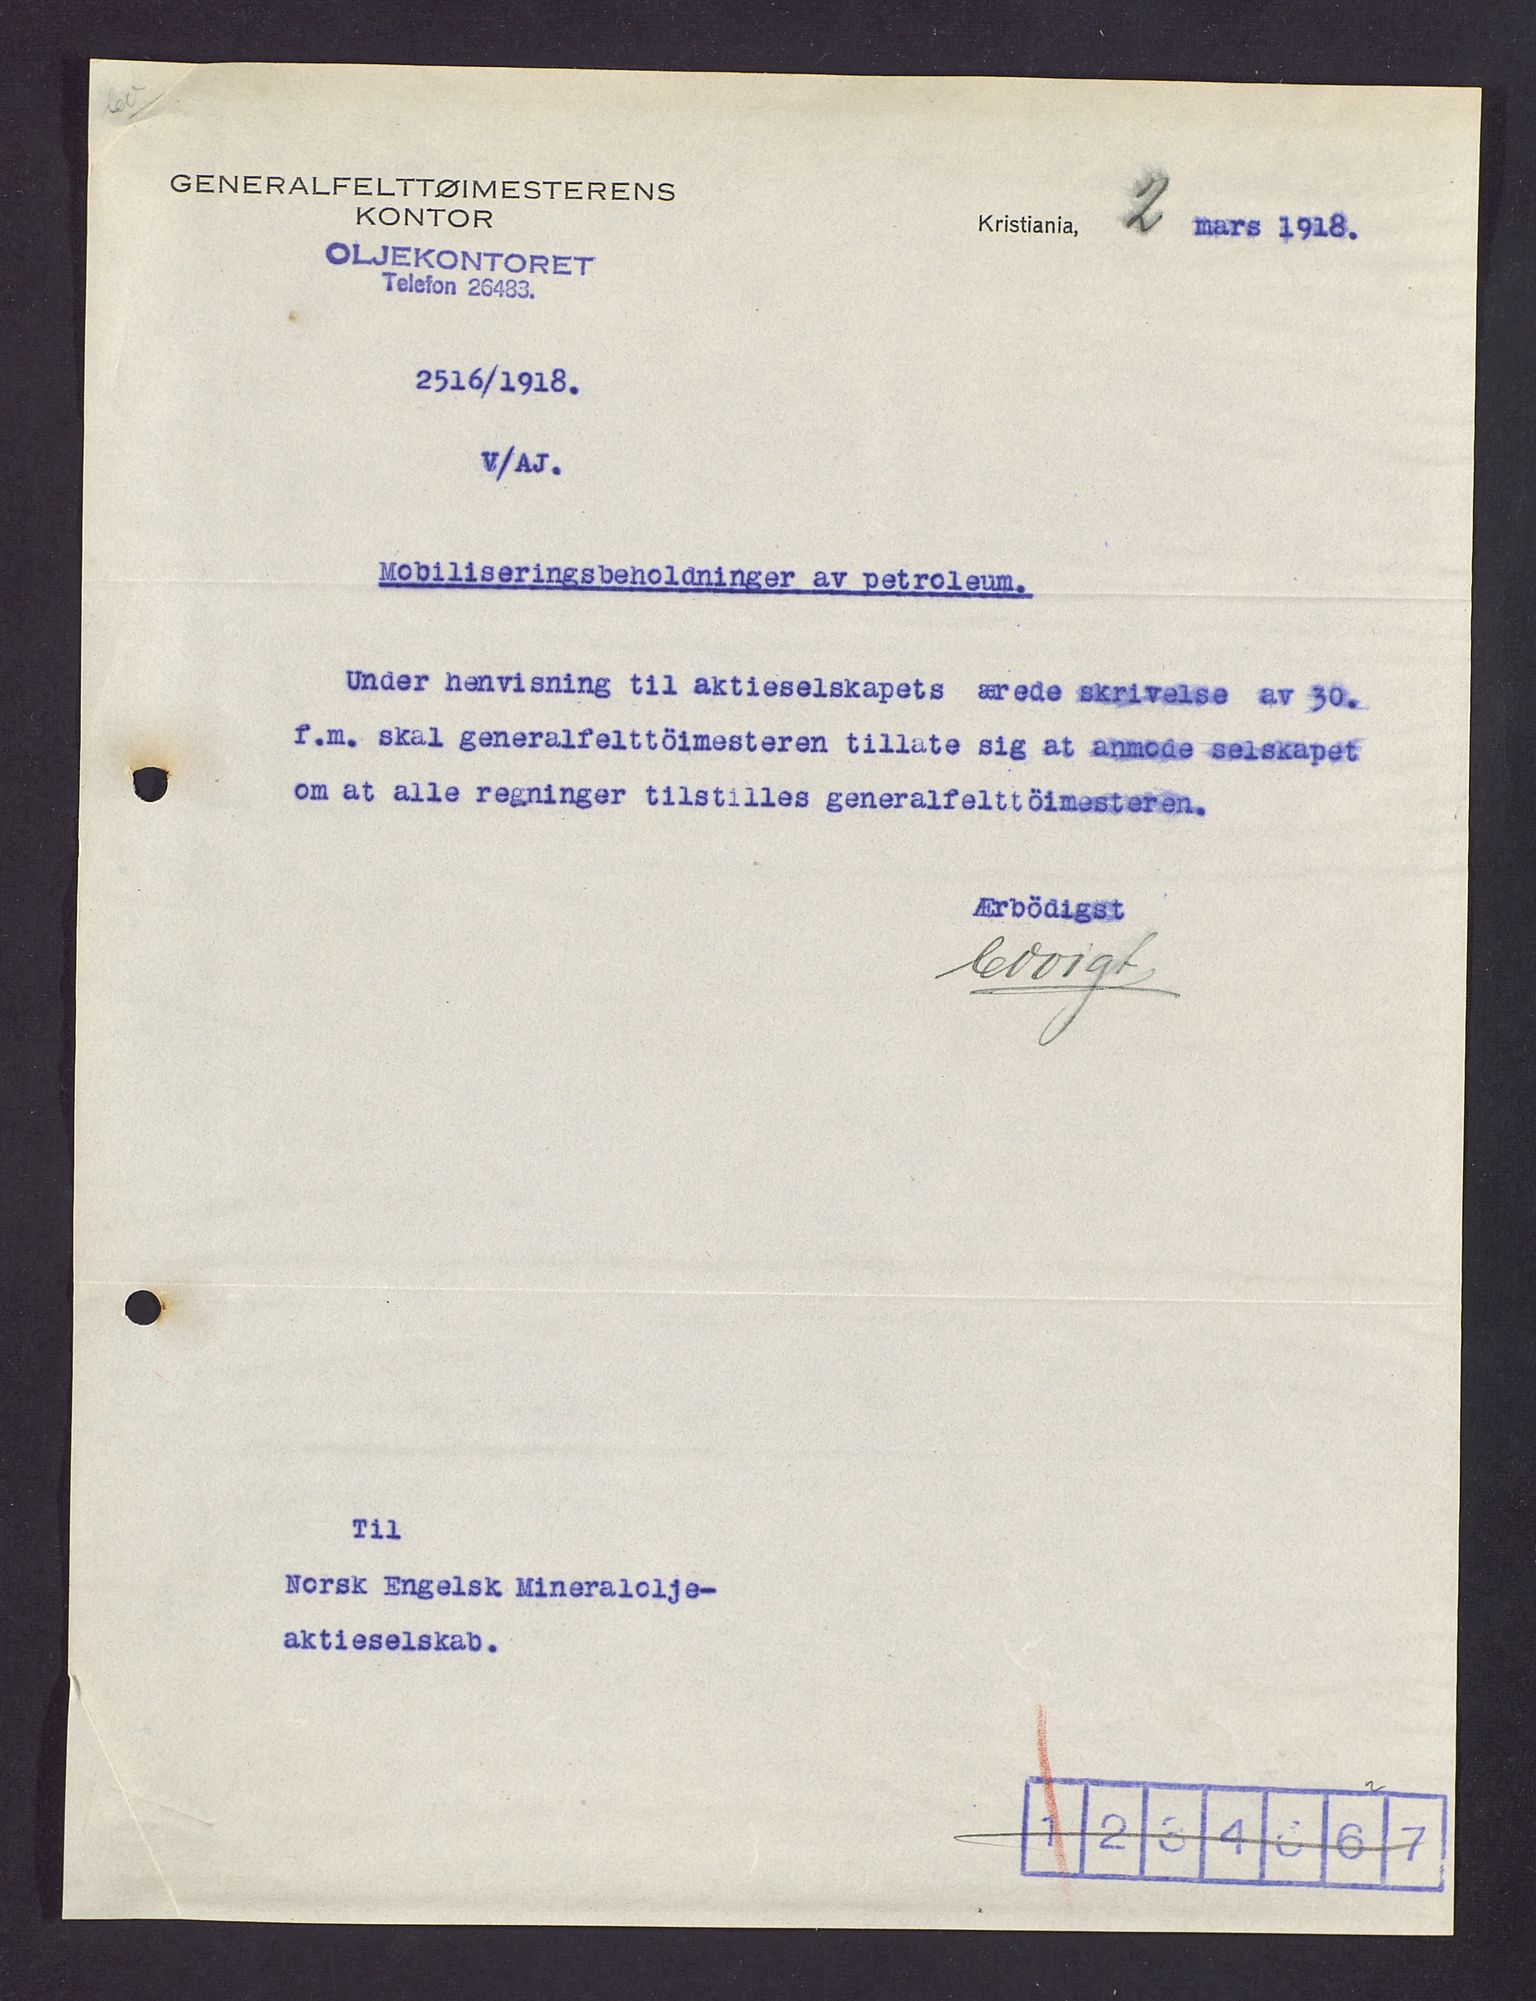 GENERALFELTTØIMESTERENS
KONTOR
OLJEKONTORET
Telefon 26483.
Kristiania, 2 mars 1918.
2516/1918.
V/AJ.
Mobiliseringsbeholdninger av petroleum.
Under henvisning til aktieselskapets ærede skrivelse av 30.
f.m. skal generalfelttöimesteren tillate sig at anmode selskapet
om at alle regninger tilstilles generalfelttöimesteren.
Ærbödigst
Til
Norsk Engelsk Mineralolje-
aktieselskab.
1 2 3 4 5 6 7